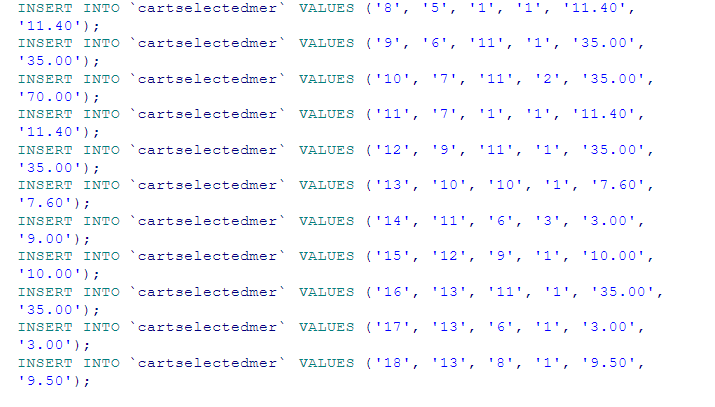 INSERT INTO `cartselectedmer` VALUES ('8', '5', '1', '1', '11.40',
'11.40');
INSERT INTO `cartselectedmer` VALUES ('9', '6', '11', '1', '35.00',
'35.00');
INSERT INTO `cartselectedmer` VALUES ('10', '7', '11', '2', '35.00',
'70.00');
INSERT INTO `cartselectedmer` VALUES ('11', '7', '1', '1', '11.40',
'11.40');
INSERT INTO `cartselectedmer` VALUES ('12', '9', '11', '1', '35.00',
'35.00');
INSERT INTO `cartselectedmer` VALUES ('13', '10', '10', '1', '7.60',
'7.60');
INSERT INTO `cartselectedmer` VALUES ('14', '11', '6', '3', '3.00',
'9.00');
INSERT INTO `cartselectedmer` VALUES ('15', '12', '9', '1', '10.00',
'10.00');
INSERT INTO `cartselectedmer` VALUES ('16', '13', '11', '1', '35.00',
'35.00');
INSERT INTO `cartselectedmer` VALUES ('17', '13', '6', '1', '3.00',
'3.00');
INSERT INTO `cartselectedmer` VALUES ('18', '13', '8', '1', '9.50',
'9.50');